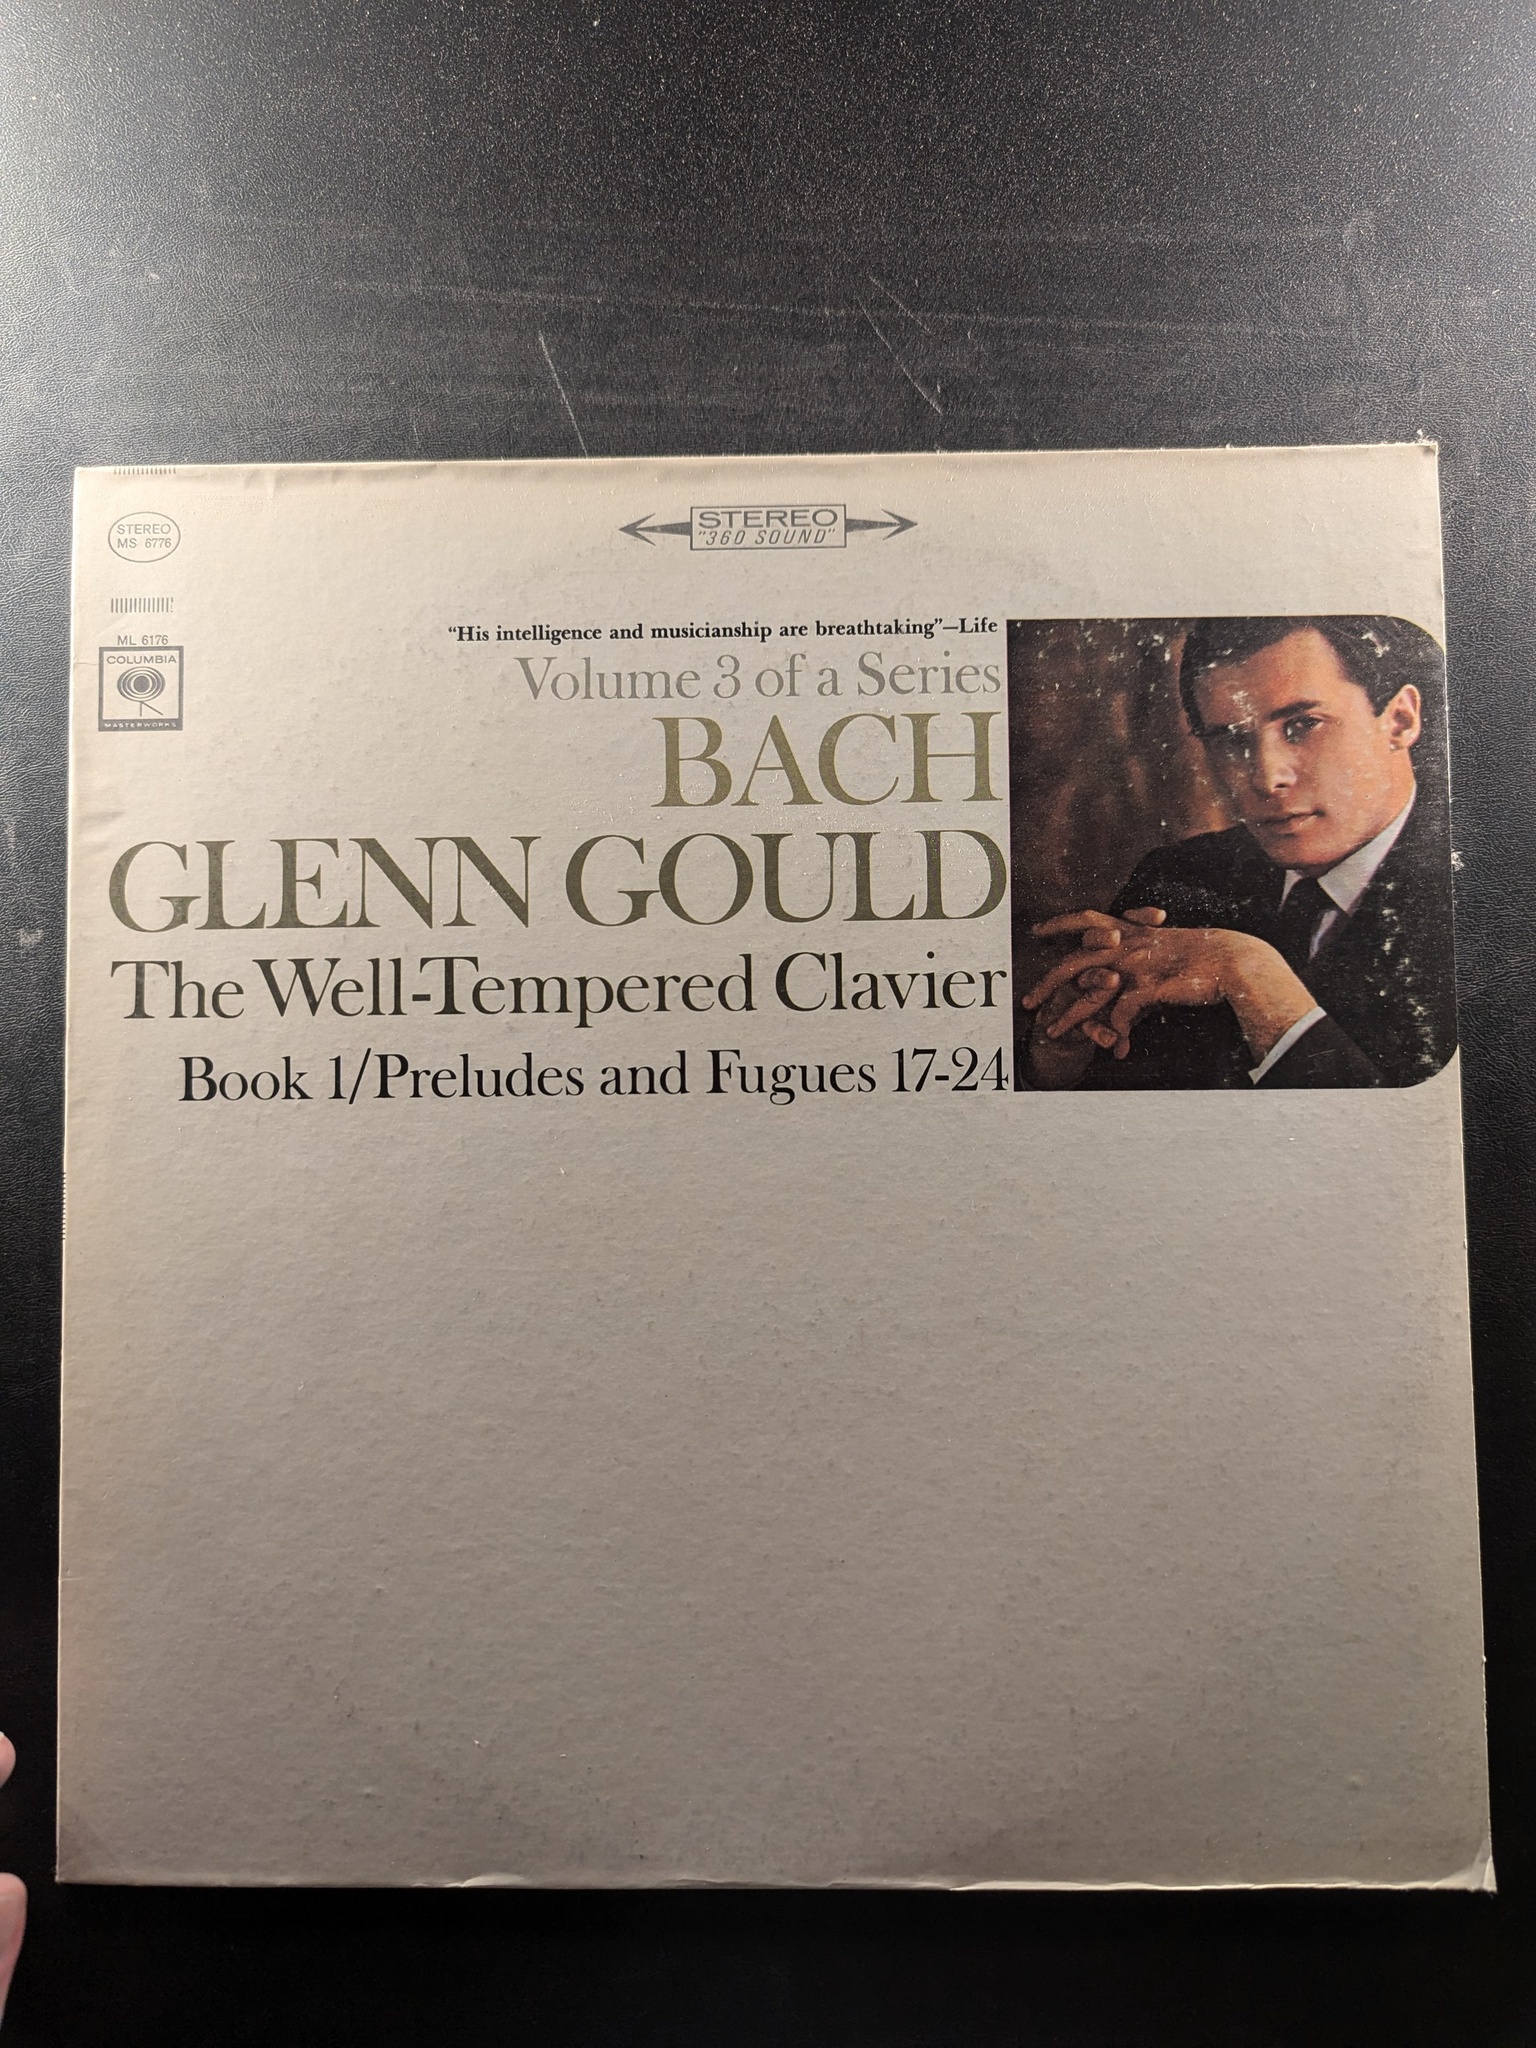 STEREO
MS 6776
STEREO
"360 SOUND"
ML 6176
COLUMBIA
MASTERWORKS
“His intelligence and musicianship are breathtaking”—Life
Volume 3 of a Series
BACH
GLENN GOULD
The Well-Tempered Clavier
Book 1/Preludes and Fugues 17-24